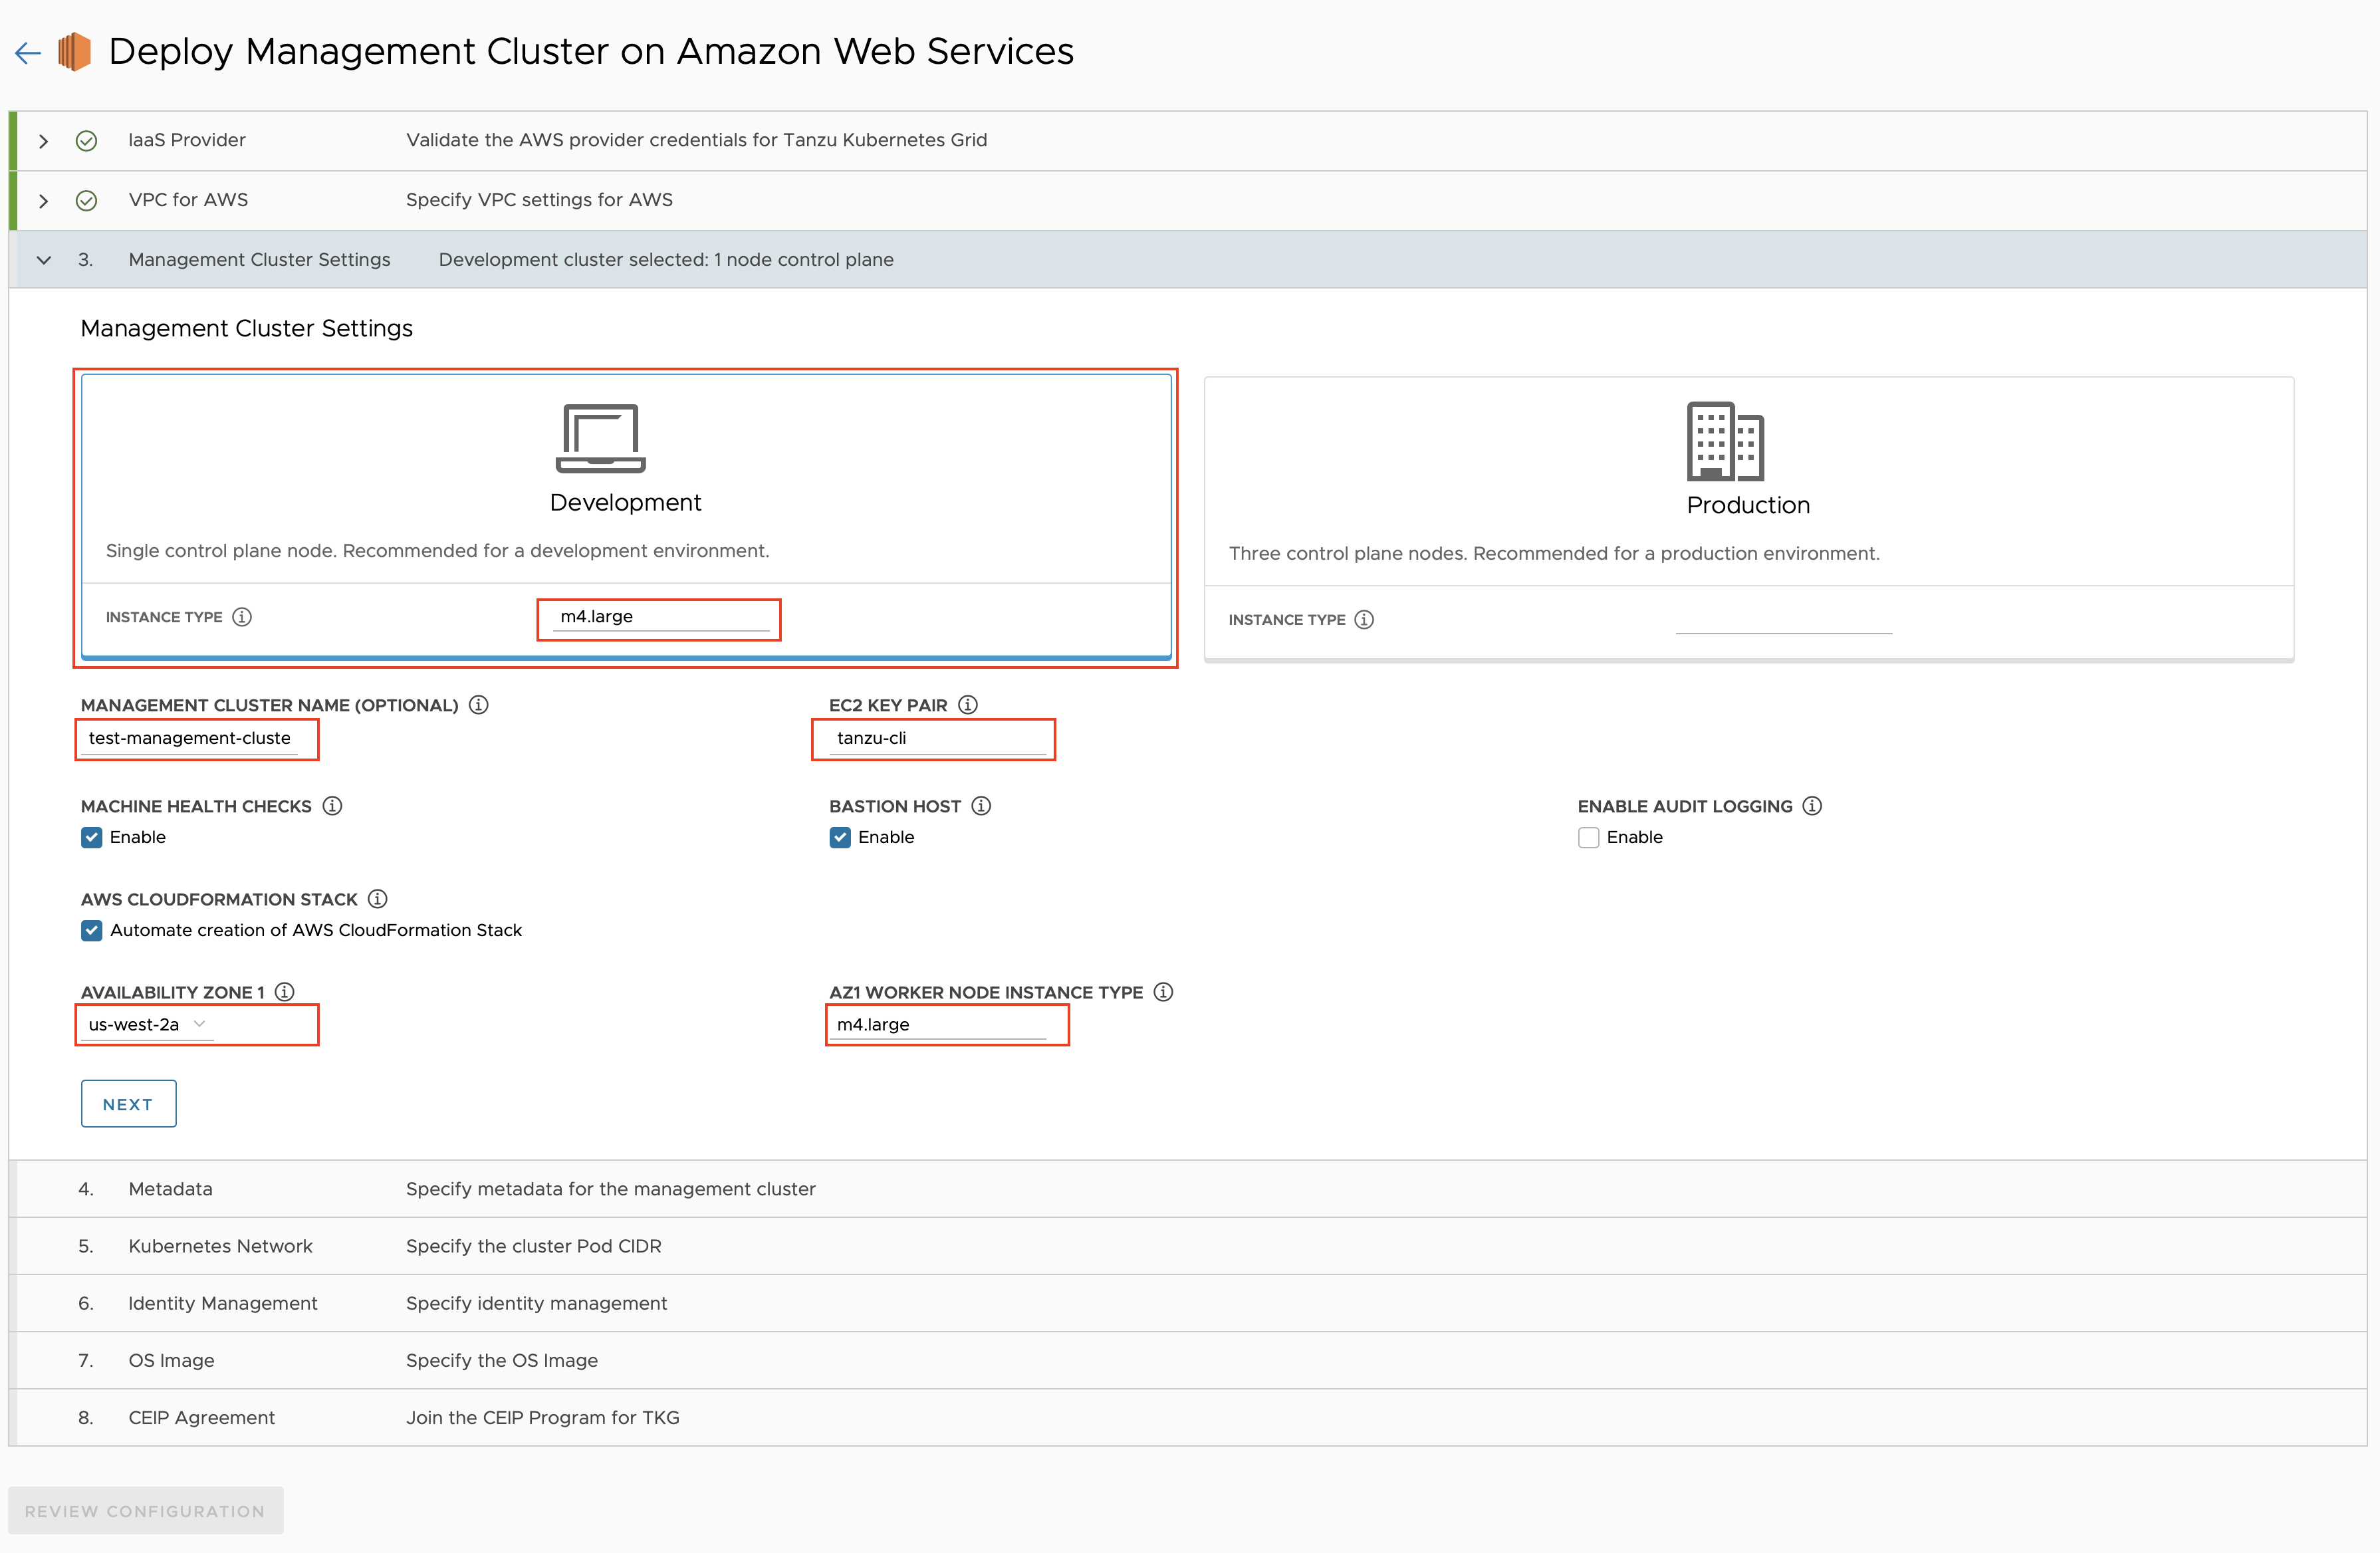 Deploy Management Cluster on Amazon Web Services
IaaS Provider Validate the AWS provider credentials for Tanzu Kubernetes Grid
VPC for AWS Specify VPC settings for AWS
3. Management Cluster Settings Development cluster selected: 1 node control plane
Management Cluster Settings
Development
Single control plane node. Recommended for a development environment.
INSTANCE TYPE m4.large
Production
Three control plane nodes. Recommended for a production environment.
INSTANCE TYPE
MANAGEMENT CLUSTER NAME (OPTIONAL)
test-management-cluste
EC2 KEY PAIR
tanzu-cli
MACHINE HEALTH CHECKS
Enable
BASTION HOST
Enable
ENABLE AUDIT LOGGING
Enable
AWS CLOUDFORMATION STACK
Automate creation of AWS CloudFormation Stack
AVAILABILITY ZONE 1
us-west-2a
AZ1 WORKER NODE INSTANCE TYPE
m4.large
NEXT
4. Metadata Specify metadata for the management cluster
5. Kubernetes Network Specify the cluster Pod CIDR
6. Identity Management Specify identity management
7. OS Image Specify the OS Image
8. CEIP Agreement Join the CEIP Program for TKG
REVIEW CONFIGURATION